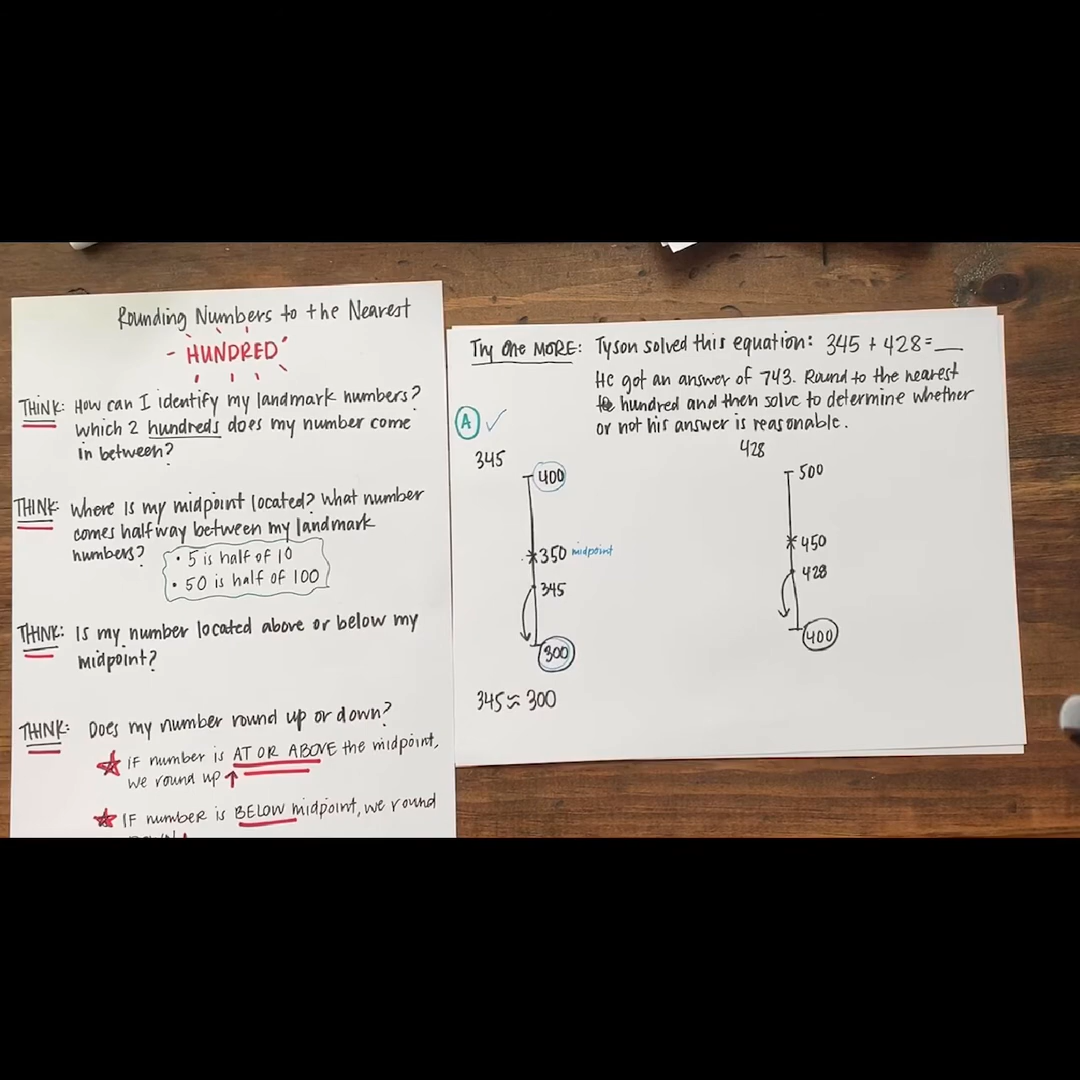 Rounding Numbers to the Nearest
- HUNDRED
THINK: How can I identify my landmark numbers?
Which 2 hundreds does my number come
in between?
THINK: Where is my midpoint located? What number
comes halfway between my landmark
numbers?
• 5 is half of 10
• 50 is half of 100
THINK: Is my number located above or below my
midpoint?
THINK: Does my number round up or down?
IF number is AT OR ABOVE the midpoint,
we round up ↑
IF number is BELOW midpoint, we round
Try One MORE: Tyson solved this equation: 345 + 428 = __
He got an answer of 743. Round to the nearest
hundred and then solve to determine whether
or not his answer is reasonable.
A ✓
345
400
350 midpoint
345
300
345 ≈ 300
428
500
450
428
400